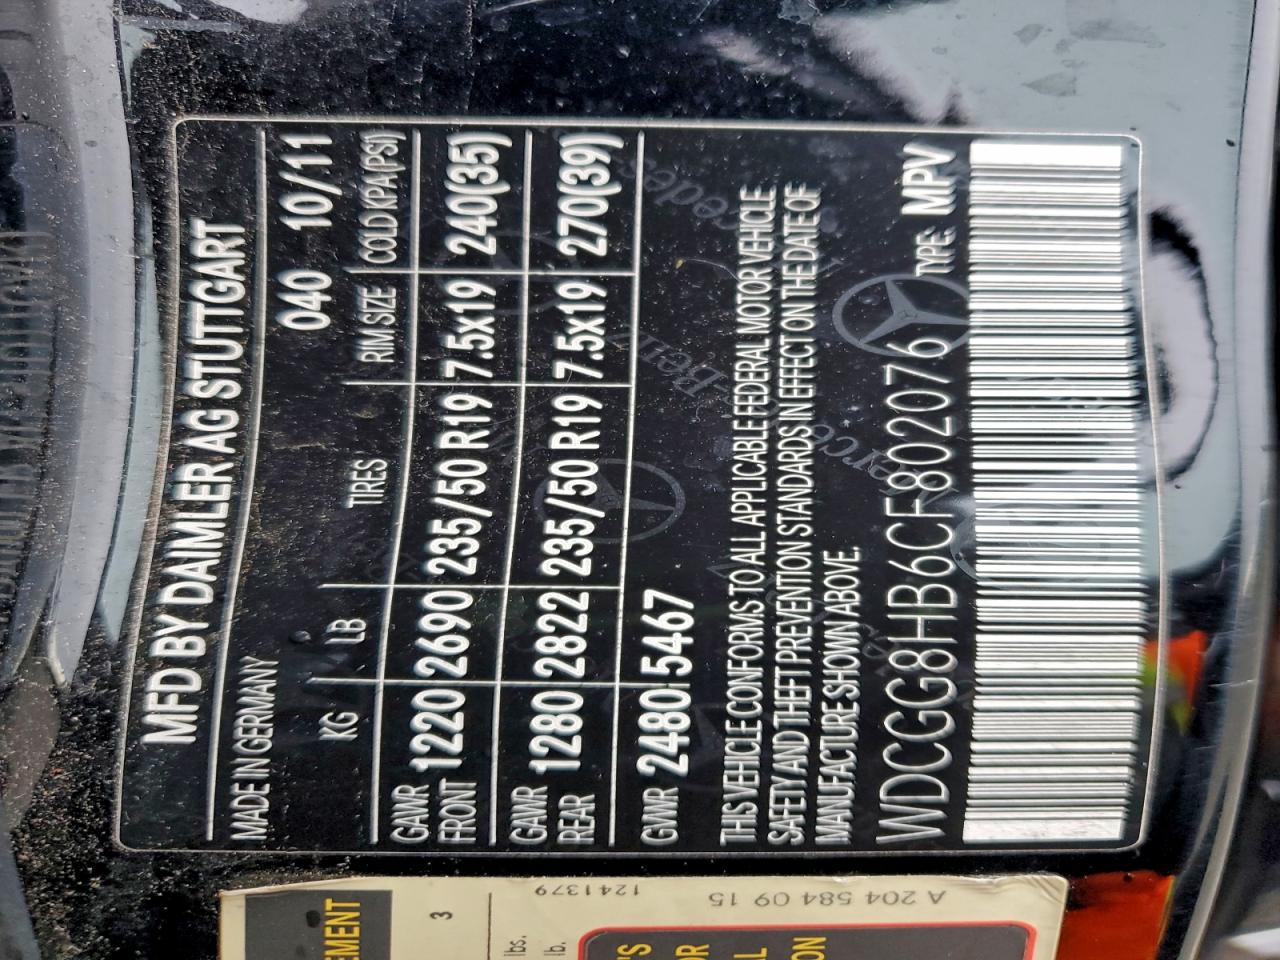 MFD BY DAIMLER AG STUTTGART
MADE IN GERMANY 040 10/11
KG LB TIRES RIM SIZE COLD KPA(PSI)
GAWR FRONT 1220 2690 235/50 R19 7.5x19 240(35)
GAWR REAR 1280 2822 235/50 R19 7.5x19 270(39)
GVWR 2480 5467
THIS VEHICLE CONFORMS TO ALL APPLICABLE FEDERAL MOTOR VEHICLE
SAFETY AND THEFT PREVENTION STANDARDS IN EFFECT ON THE DATE OF
MANUFACTURE SHOWN ABOVE.
WDCGG8HB6CF802076 TYPE: MPV
3
lbs.
lb.
1241379
A 204 584 09 15